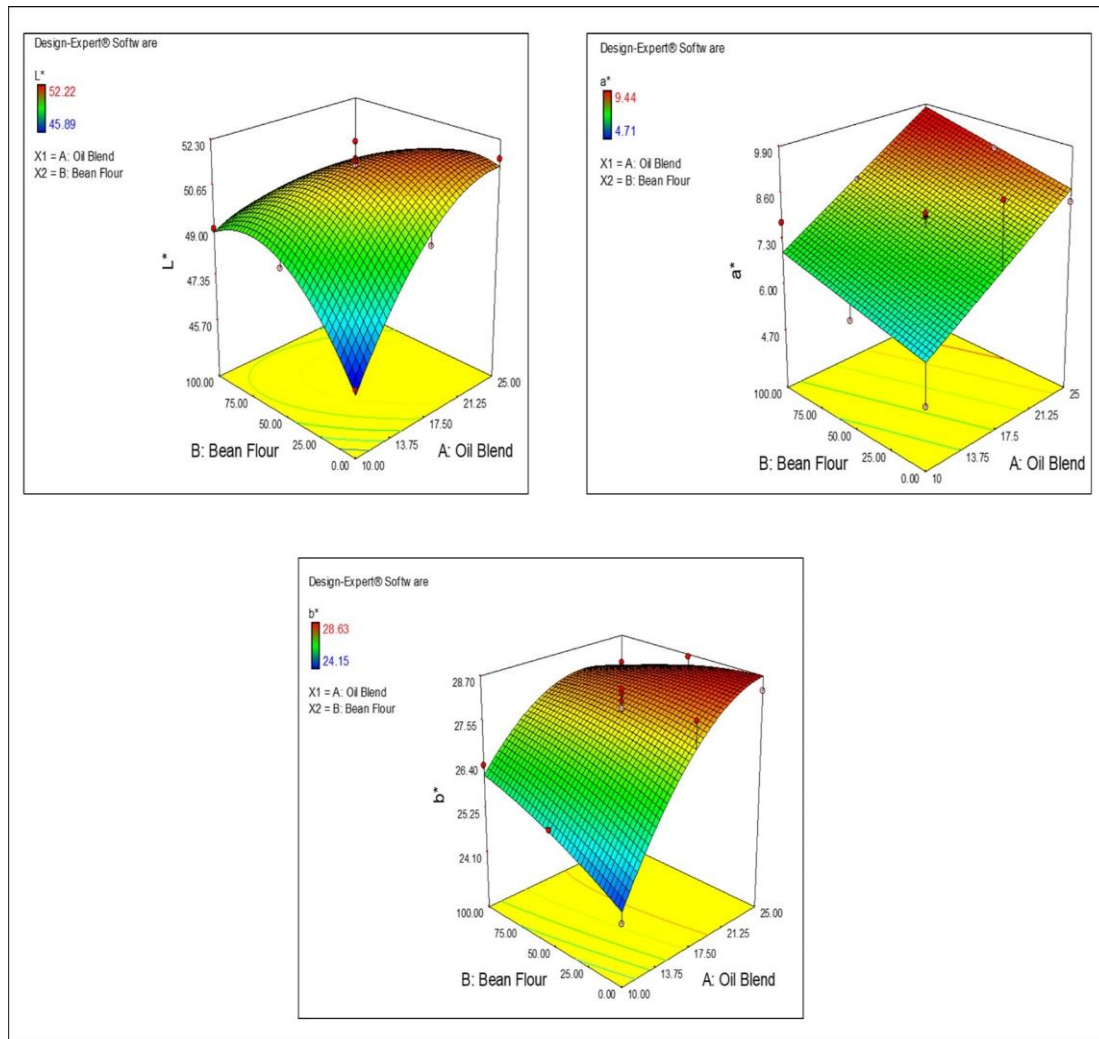 Design-Expert® Softw are
L*
52.22
45.89
X1 = A: Oil Blend
X2 = B: Bean Flour
52.30
50.65
49.00
47.35
45.70
L*
100.00
75.00
50.00
25.00
0.00
10.00
13.75
17.50
21.25
25.00
B: Bean Flour
A: Oil Blend
Design-Expert® Softw are
a*
9.44
4.71
X1 = A: Oil Blend
X2 = B: Bean Flour
9.90
8.60
7.30
6.00
4.70
a*
100.00
75.00
50.00
25.00
0.00
10
13.75
17.5
21.25
25
B: Bean Flour
A: Oil Blend
Design-Expert® Softw are
b*
28.63
24.15
X1 = A: Oil Blend
X2 = B: Bean Flour
28.70
27.55
26.40
25.25
24.10
b*
100.00
75.00
50.00
25.00
0.00
10.00
13.75
17.50
21.25
25.00
B: Bean Flour
A: Oil Blend